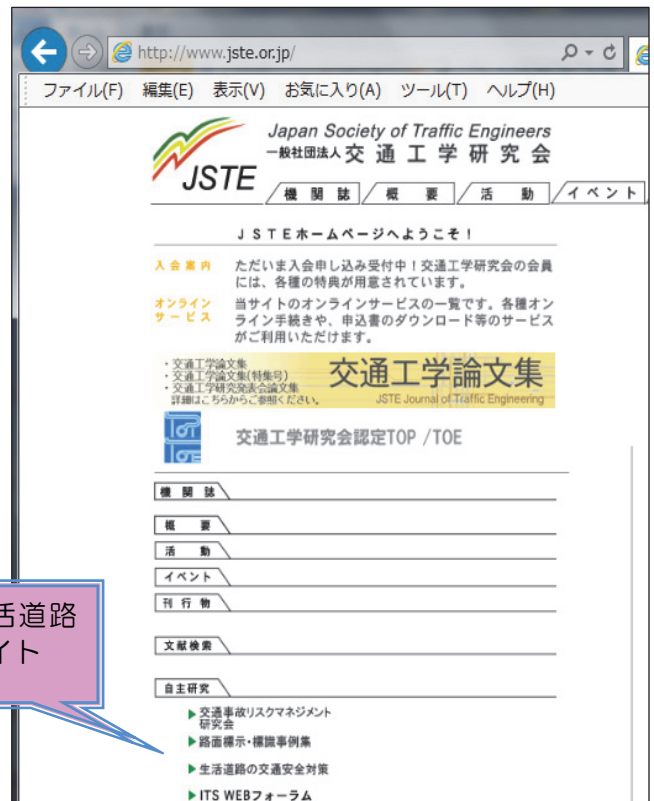 http://www.jste.or.jp/
ファイル(F) 編集(E) 表示(V) お気に入り(A) ツール(T) ヘルプ(H)
Japan Society of Traffic Engineers
一般社団法人 交通工学研究会
JSTE
機関誌 概要 活動 イベント
JSTEホームページへようこそ！
入会案内 ただいま入会申し込み受付中！交通工学研究会の会員
には、各種の特典が用意されています。
オンライン 当サイトのオンラインサービスの一覧です。各種オン
サービス ライン手続きや、申込書のダウンロード等のサービス
がご利用いただけます。
・交通工学論文集
・交通工学論文集(特集号)
・交通工学研究発表会論文集
詳細はこちらからご参照ください。
交通工学論文集
JSTE Journal of Traffic Engineering
TOP
TOE
交通工学研究会認定TOP /TOE
機関誌
概要
活動
イベント
刊行物
文献検索
自主研究
活道路
イト
交通事故リスクマネジメント
研究会
路面標示・標識事例集
生活道路の交通安全対策
ITS WEBフォーラム